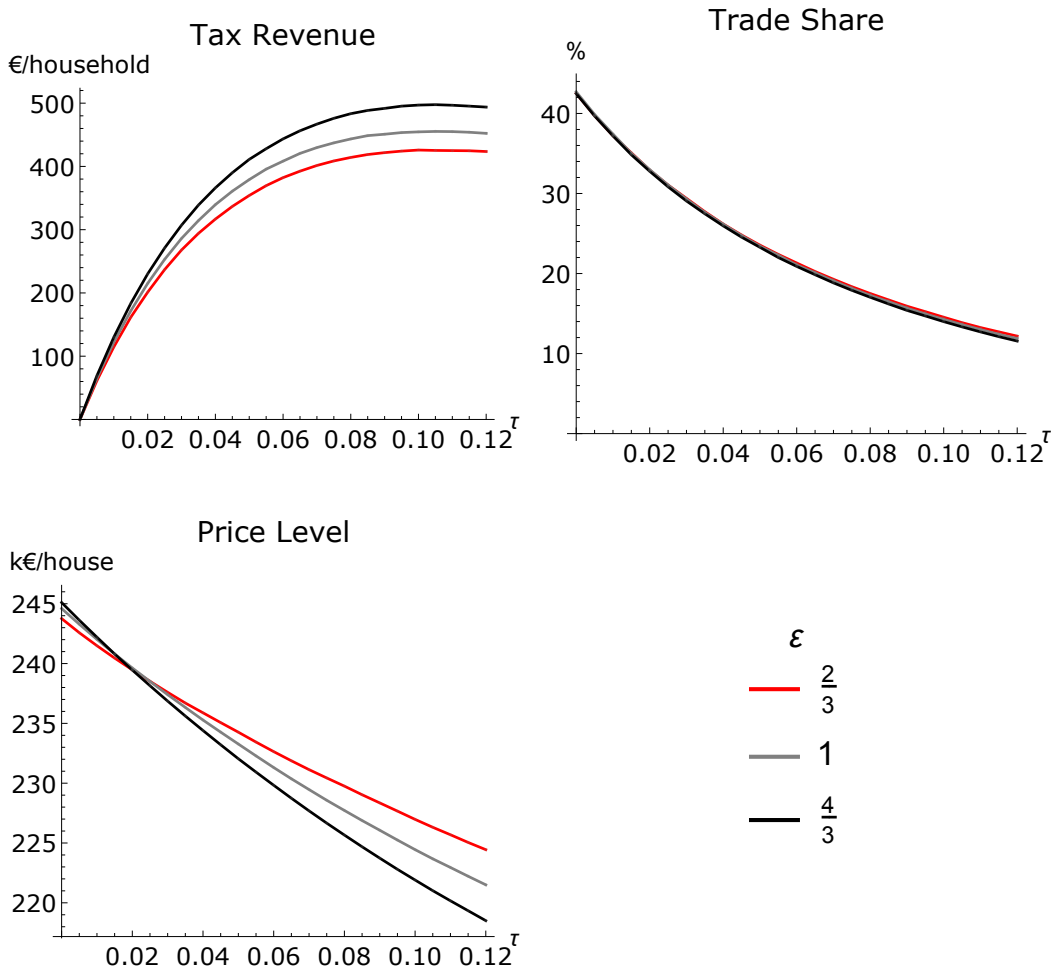 Tax Revenue
€/household
500
400
300
200
100
0.02 0.04 0.06 0.08 0.10 0.12 τ
Trade Share
%
40
30
20
10
0.02 0.04 0.06 0.08 0.10 0.12 τ
Price Level
k€/house
245
240
235
230
225
220
0.02 0.04 0.06 0.08 0.10 0.12 τ
ε
2/3
1
4/3